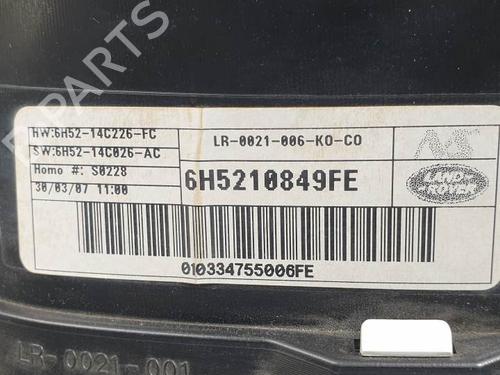 HW:6H52-14C226-FC
SW:6H52-14C026-AC
Homo #: S0228
30/03/07 11:00
LR-0021-006-KO-CO
6H5210849FE
LAND
ROVER
010334755006FE
LR-0021-001
B-PARTS